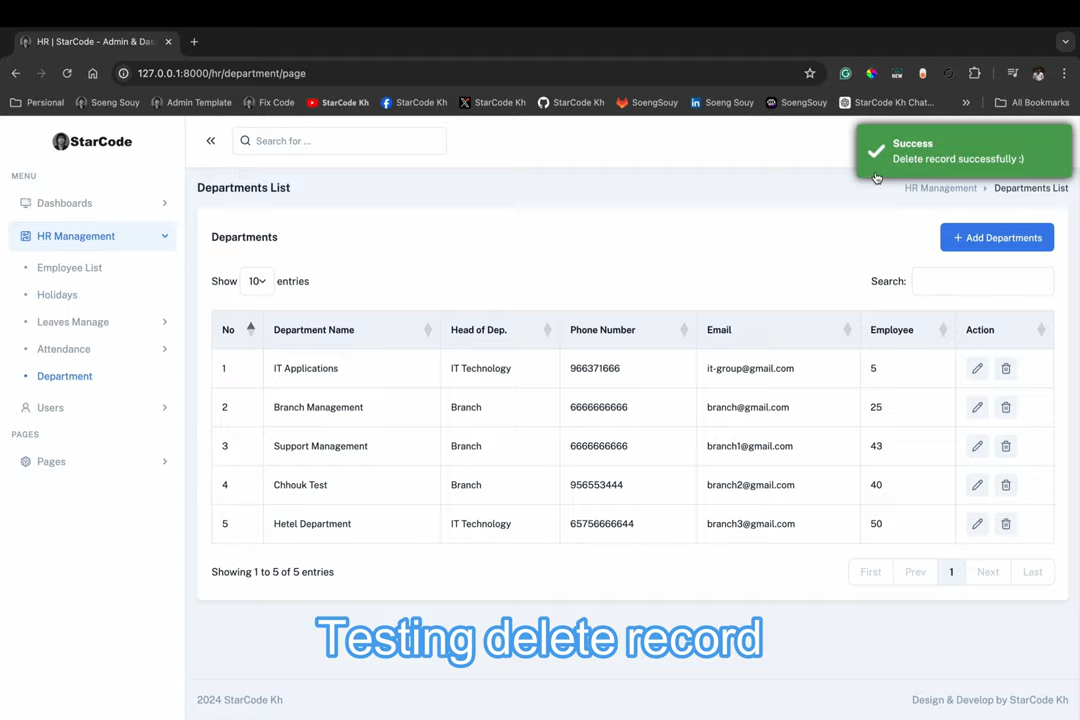 HR | StarCode - Admin & Das
127.0.0.1:8000/hr/department/page
Personal
Soeng Souy
Admin Template
Fix Code
StarCode Kh
StarCode Kh
StarCode Kh
StarCode Kh
SoengSouy
Soeng Souy
SoengSouy
StarCode Kh Chat...
All Bookmarks
StarCode
Search for ...
Success
Delete record successfully :)
MENU
Dashboards
HR Management
Employee List
Holidays
Leaves Manage
Attendance
Department
Users
PAGES
Pages
Departments List
HR Management
Departments List
Departments
+ Add Departments
Show 10 entries
Search:
No Department Name Head of Dep. Phone Number Email Employee Action
1 IT Applications IT Technology 966371666 it-group@gmail.com 5
2 Branch Management Branch 6666666666 branch@gmail.com 25
3 Support Management Branch 6666666666 branch1@gmail.com 43
4 Chhouk Test Branch 956553444 branch2@gmail.com 40
5 Hetel Department IT Technology 65756666644 branch3@gmail.com 50
Showing 1 to 5 of 5 entries
First Prev 1 Next Last
Testing delete record
2024 StarCode Kh
Design & Develop by StarCode Kh